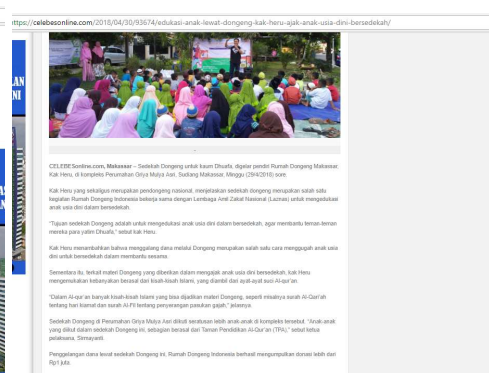 https://celebesonline.com/2018/04/30/93674/edukasi-anak-lewat-dongeng-kak-heru-ajak-anak-usia-dini-bersedekah/
CELEBESonline.com, Makassar – Sedekah Dongeng untuk kaum Dhuafa, digelar pendiri Rumah Dongeng Makassar
Kak Heru, di kompleks Perumahan Griya Mulya Asri, Sudiang Makassar, Minggu (29/4/2018) sore.
Kak Heru yang sekaligus merupakan pendongeng nasional, menjelaskan sedekah dongeng merupakan salah satu
kegiatan Rumah Dongeng Indonesia bekerja sama dengan Lembaga Amil Zakat Nasional (Laznas) untuk mengedukasi
anak usia dini dalam bersedekah.
“Tujuan sedekah Dongeng adalah untuk mengedukasi anak usia dini dalam bersedekah, agar membantu teman-teman
mereka para yatim Dhuafa,” sebut kak Heru.
Kak Heru menambahkan bahwa menggalang dana melalui Dongeng merupakan salah satu cara menggugah anak usia
dini untuk bersedekah dalam membantu sesama.
Sementara itu, terkait materi Dongeng yang diberikan dalam mengajak anak usia dini bersedekah, kak Heru
mengemukakan kebanyakan berasal dari kisah-kisah Islami, yang diambil dari ayat-ayat suci Al-qur'an.
“Dalam Al-qur'an banyak kisah-kisah Islami yang bisa dijadikan materi Dongeng, seperti misalnya surah Al-Qari'ah
tentang hari kiamat dan surah Al-Fil tentang penyerangan pasukan gajah,” jelasnya.
Sedekah Dongeng di Perumahan Griya Mulya Asri diikuti seratusan lebih anak-anak di kompleks tersebut. “Anak-anak
yang diikut dalam sedekah Dongeng ini, sebagian berasal dari Taman Pendidikan Al-Qur'an (TPA),” sebut ketua
pelaksana, Sirmayanti.
Penggalangan dana lewat sedekah Dongeng ini, Rumah Dongeng Indonesia berhasil mengumpulkan donasi lebih dari
Rp1 juta.